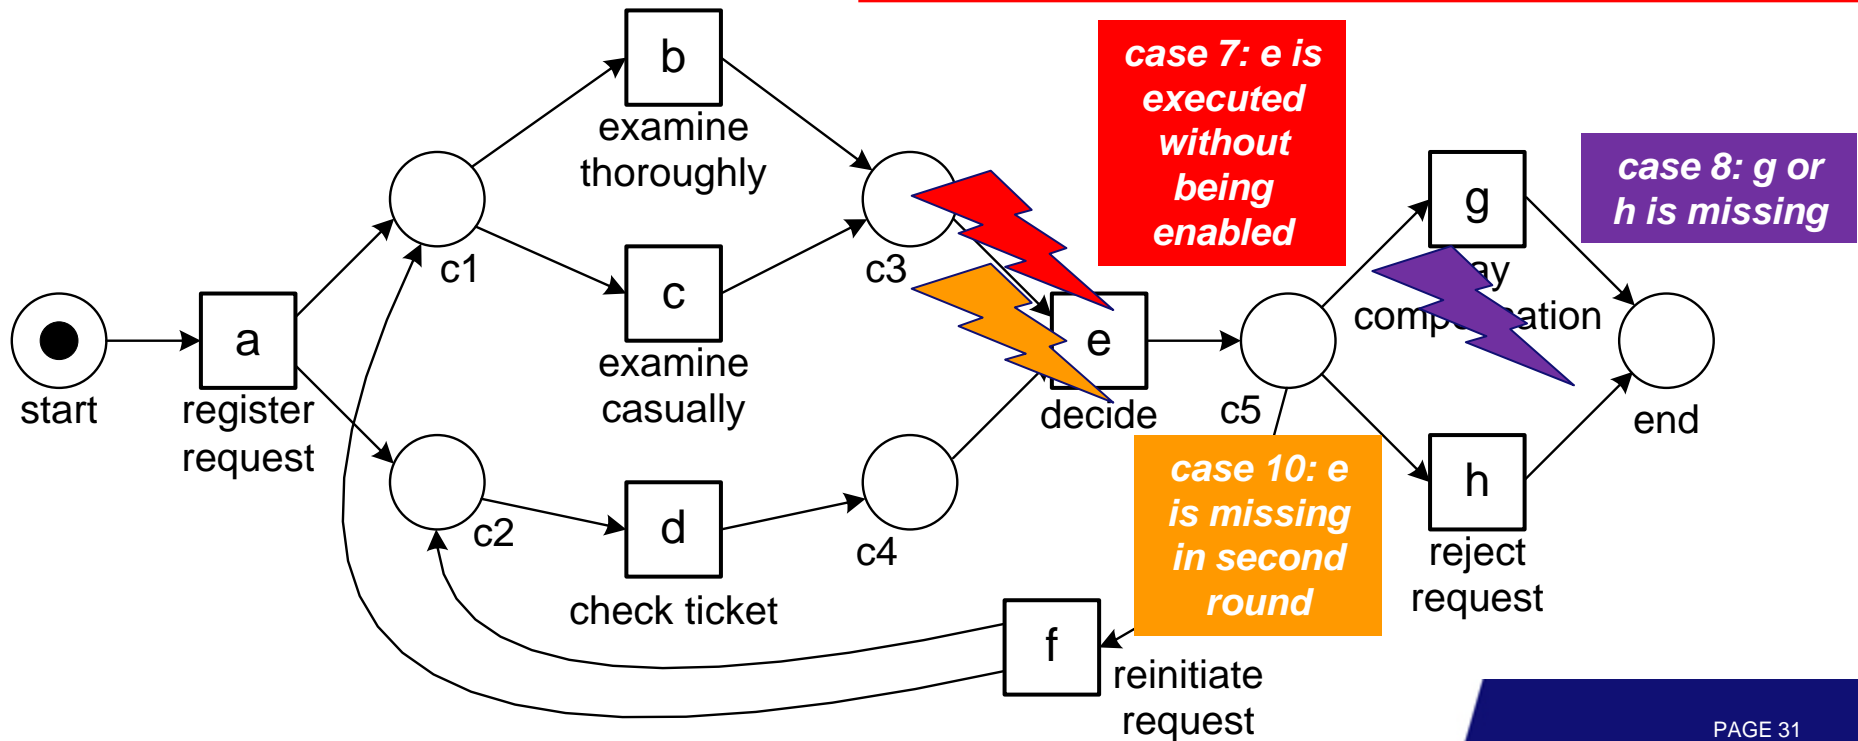 b
examine
thoroughly
case 7: e is
executed
without
being
enabled
g
case 8: g or
h is missing
c1
c
examine
casually
c3
start
a
register
request
e
decide
c5
end
c2
d
check ticket
c4
case 10: e
is missing
in second
round
h
reject
request
f
reinitiate
request
PAGE 31